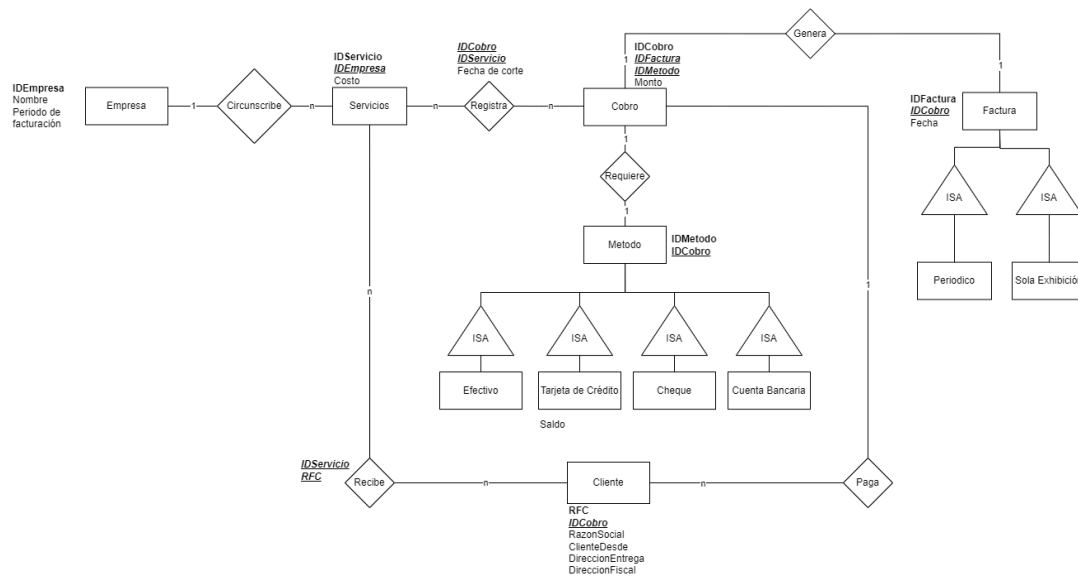 Genera
IDCobro
IDServicio
Fecha de corte
IDCobro
IDFactura
IDMetodo
Monto
1
1
IDServicio
IDEmpresa
Costo
IDEmpresa
Nombre
Periodo de
facturación
Empresa
1
Circunscribe
n
Servicios
n
Registra
n
Cobro
IDFactura
IDCobro
Fecha
Factura
1
Requiere
1
ISA
ISA
Metodo
IDMetodo
IDCobro
Periodico
Sola Exhibición
n
1
ISA
ISA
ISA
ISA
Efectivo
Tarjeta de Crédito
Cheque
Cuenta Bancaria
Saldo
IDServicio
RFC
Recibe
n
Cliente
n
Paga
RFC
IDCobro
RazonSocial
ClienteDesde
DireccionEntrega
DireccionFiscal